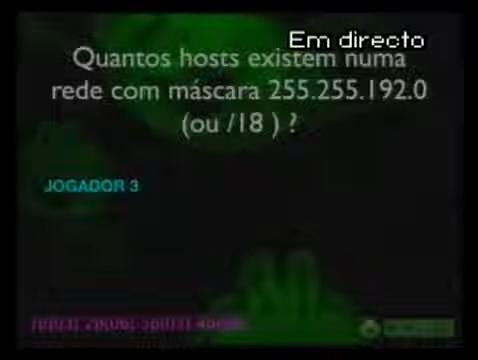 Em directo
Quantos hosts existem numa
rede com máscara 255.255.192.0
(ou /18 ) ?
JOGADOR 3